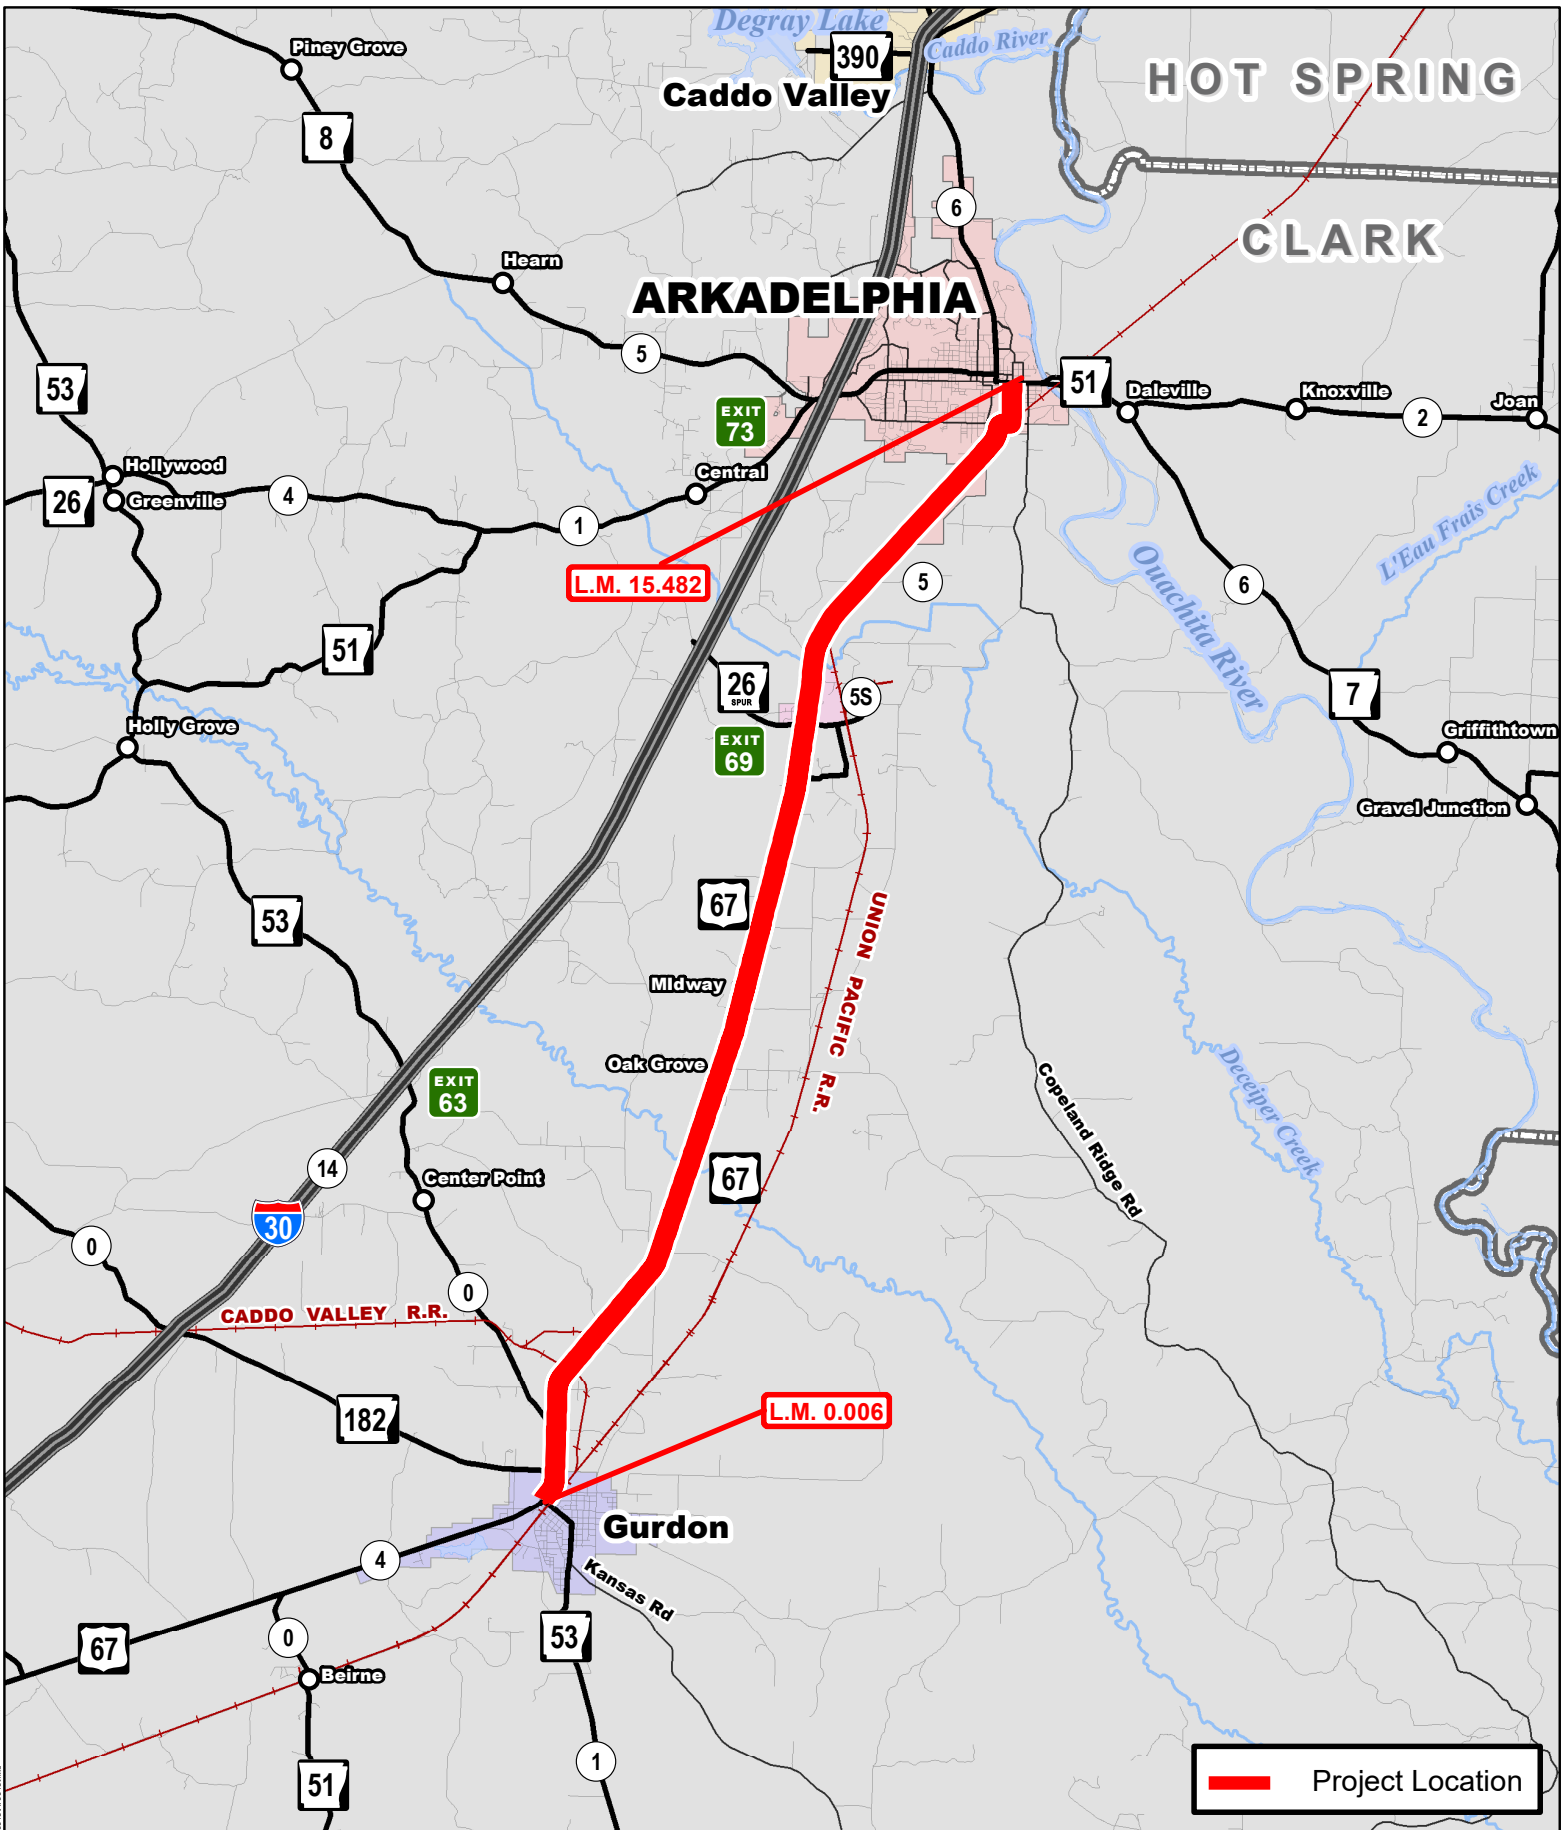 Degray Lake
Piney Grove
390
Caddo River
HOT SPRING
Caddo Valley
8
6
CLARK
Hearn
ARKADELPHIA
5
53
51
Daleville
Knoxville
Joan
2
EXIT
73
Hollywood
Central
26
Greenville
4
1
L'Eau Frais Creek
L.M. 15.482
5
Ouachita River
6
51
26
SPUR
5S
7
Holly Grove
EXIT
69
Griffithtown
Gravel Junction
53
67
UNION PACIFIC R.R.
MIdway
Oak Grove
EXIT
63
Copeland Ridge Rd
Deceiper Creek
14
Center Point
67
30
0
0
CADDO VALLEY R.R.
182
L.M. 0.006
Gurdon
4
Kansas Rd
67
0
53
Beirne
1
51
Project Location